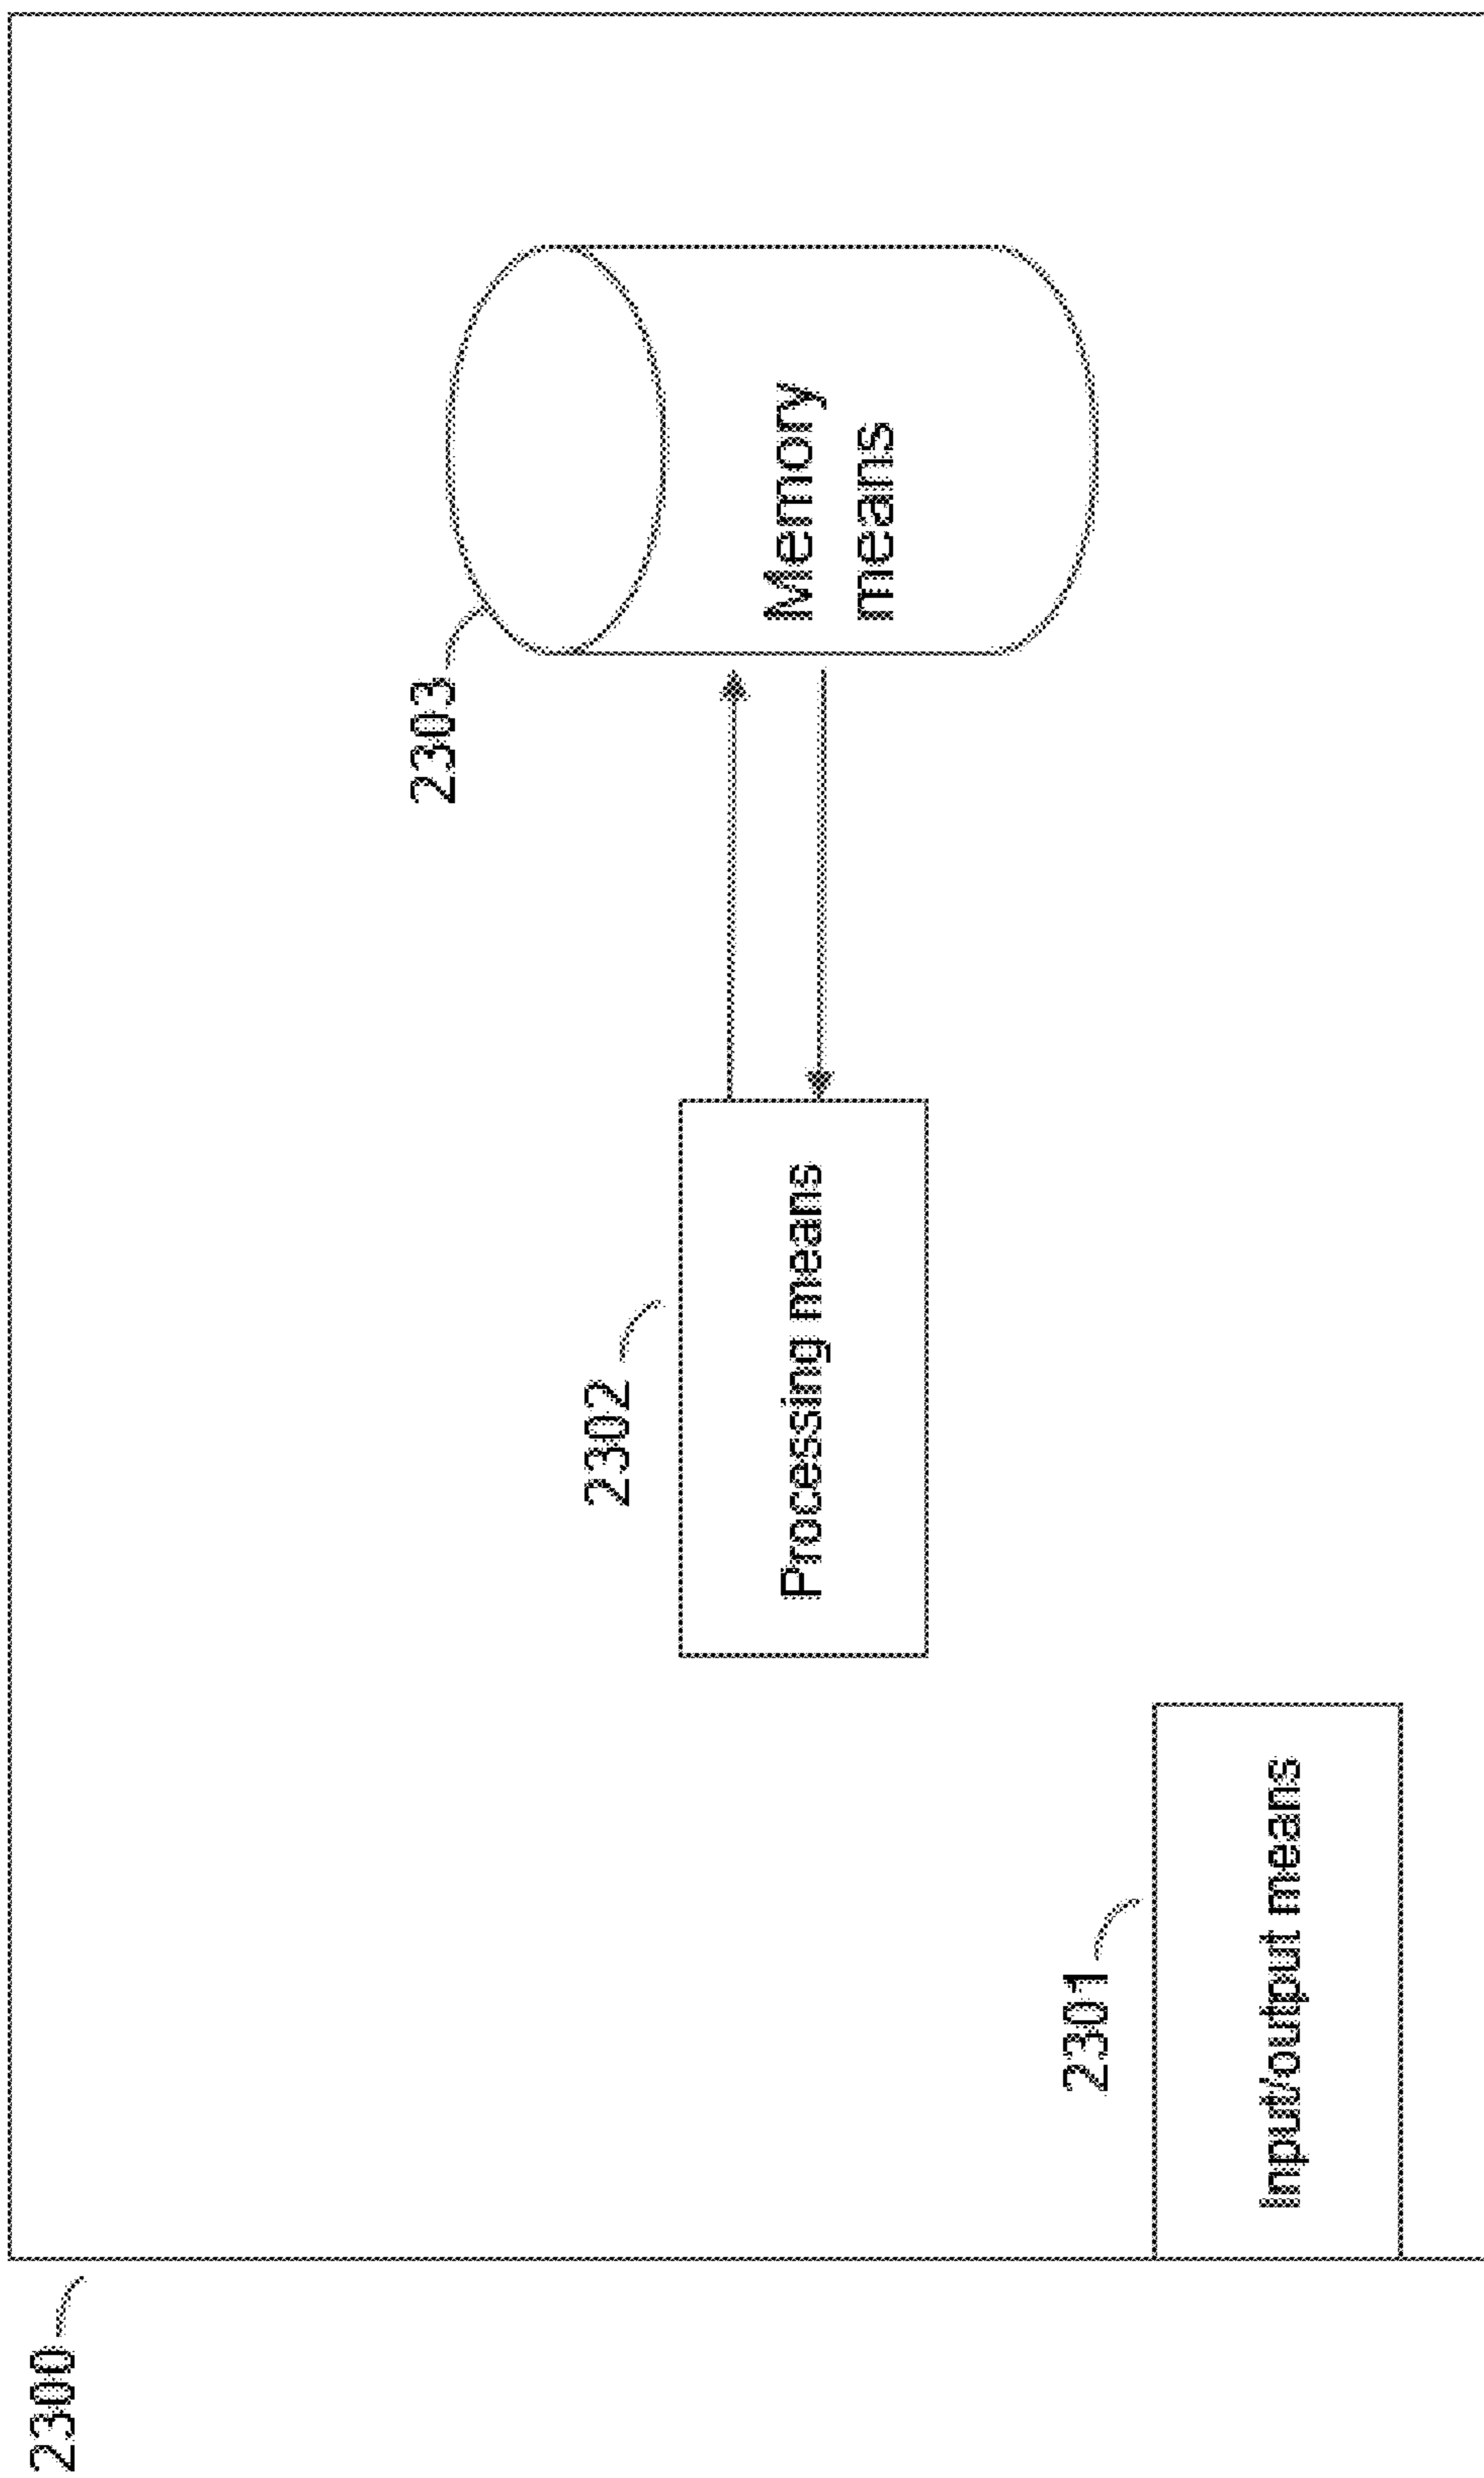 2300
2303
Memory
means
2302
Processing means
2301
Input/output means